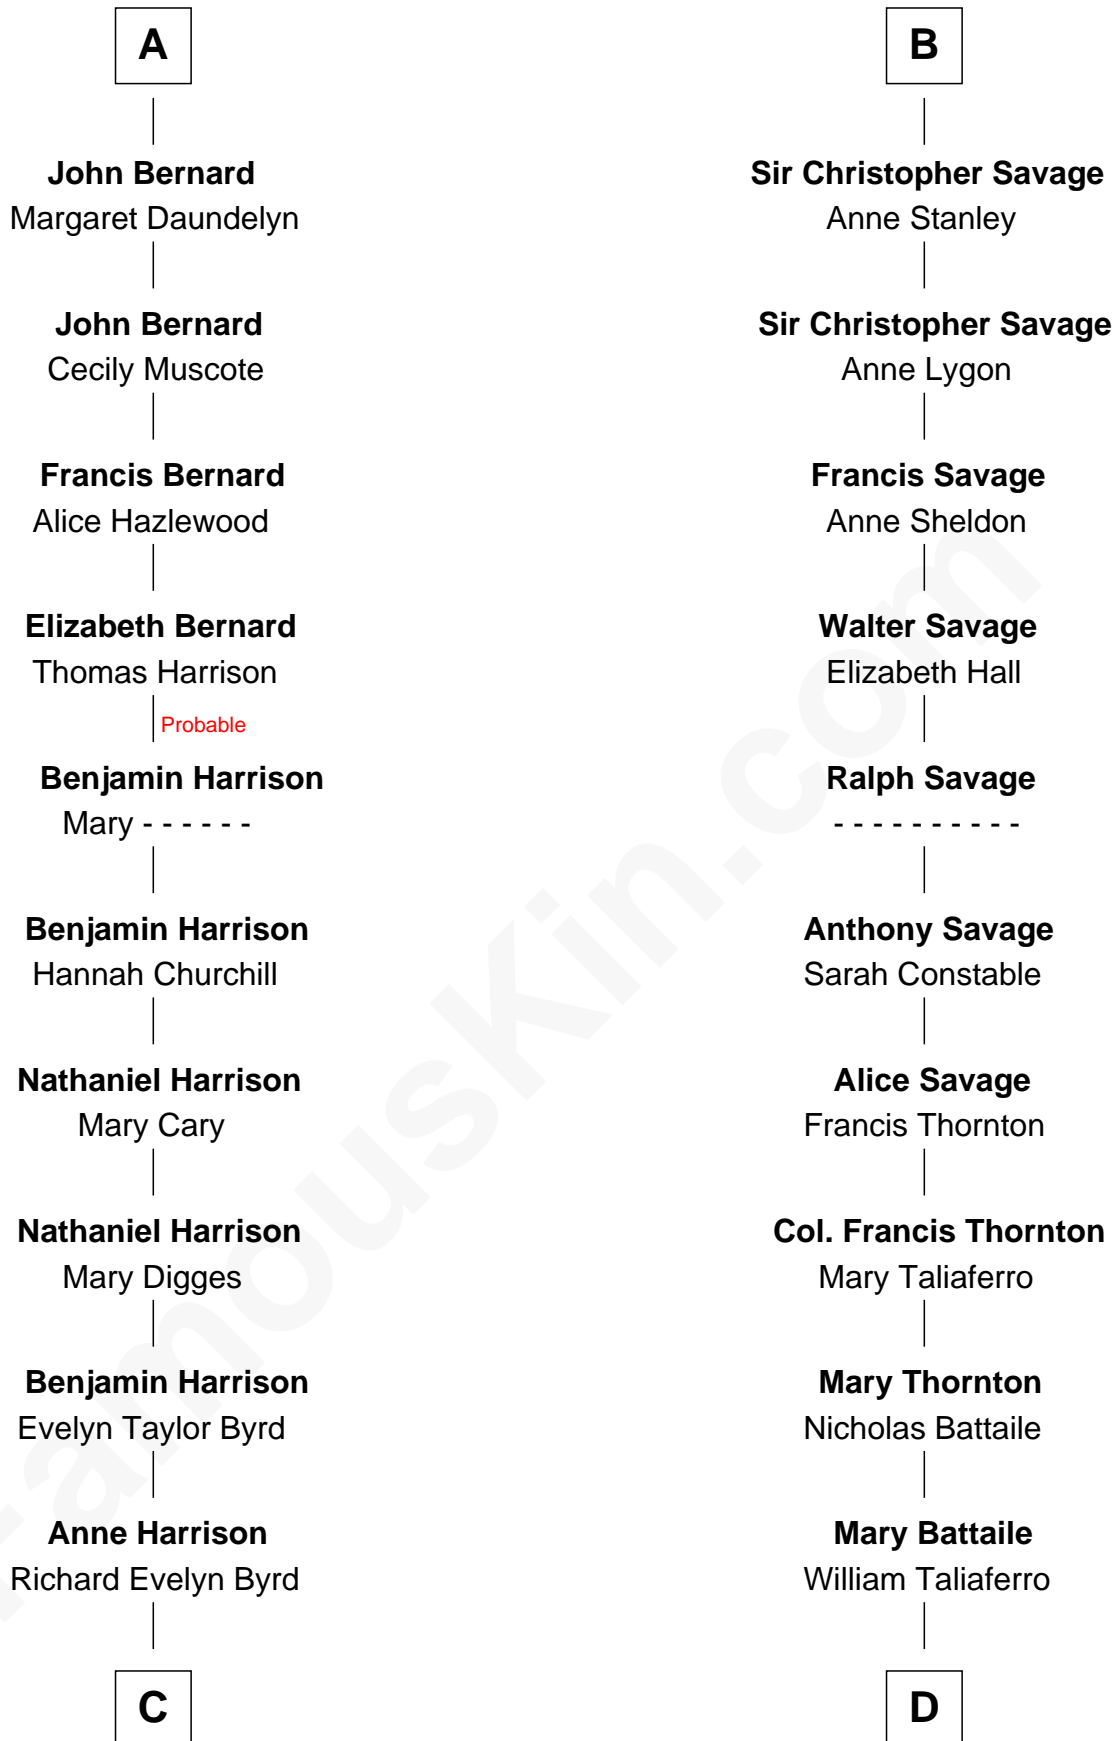 A
John Bernard
Margaret Daundelyn
John Bernard
Cecily Muscote
Francis Bernard
Alice Hazlewood
Elizabeth Bernard
Thomas Harrison
Probable
Benjamin Harrison
Mary - - - - - -
Benjamin Harrison
Hannah Churchill
Nathaniel Harrison
Mary Cary
Nathaniel Harrison
Mary Digges
Benjamin Harrison
Evelyn Taylor Byrd
Anne Harrison
Richard Evelyn Byrd
C
B
Sir Christopher Savage
Anne Stanley
Sir Christopher Savage
Anne Lygon
Francis Savage
Anne Sheldon
Walter Savage
Elizabeth Hall
Ralph Savage
- - - - - - - - - -
Anthony Savage
Sarah Constable
Alice Savage
Francis Thornton
Col. Francis Thornton
Mary Taliaferro
Mary Thornton
Nicholas Battaile
Mary Battaile
William Taliaferro
D
FamousKin.com